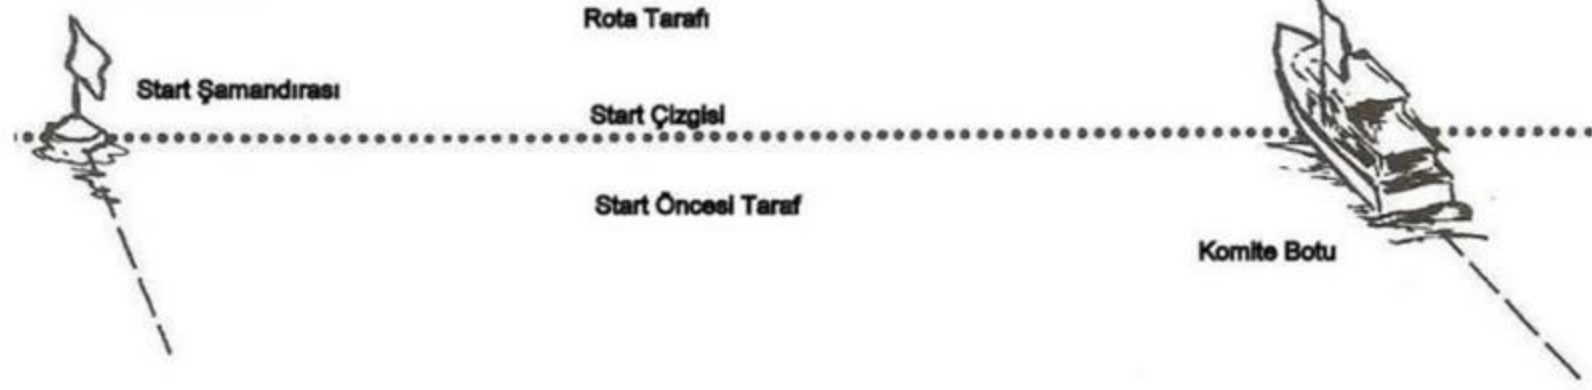 Rota Tarafı
Start Şamandırası
Start Çizgisi
Start Öncesi Taraf
Komite Botu